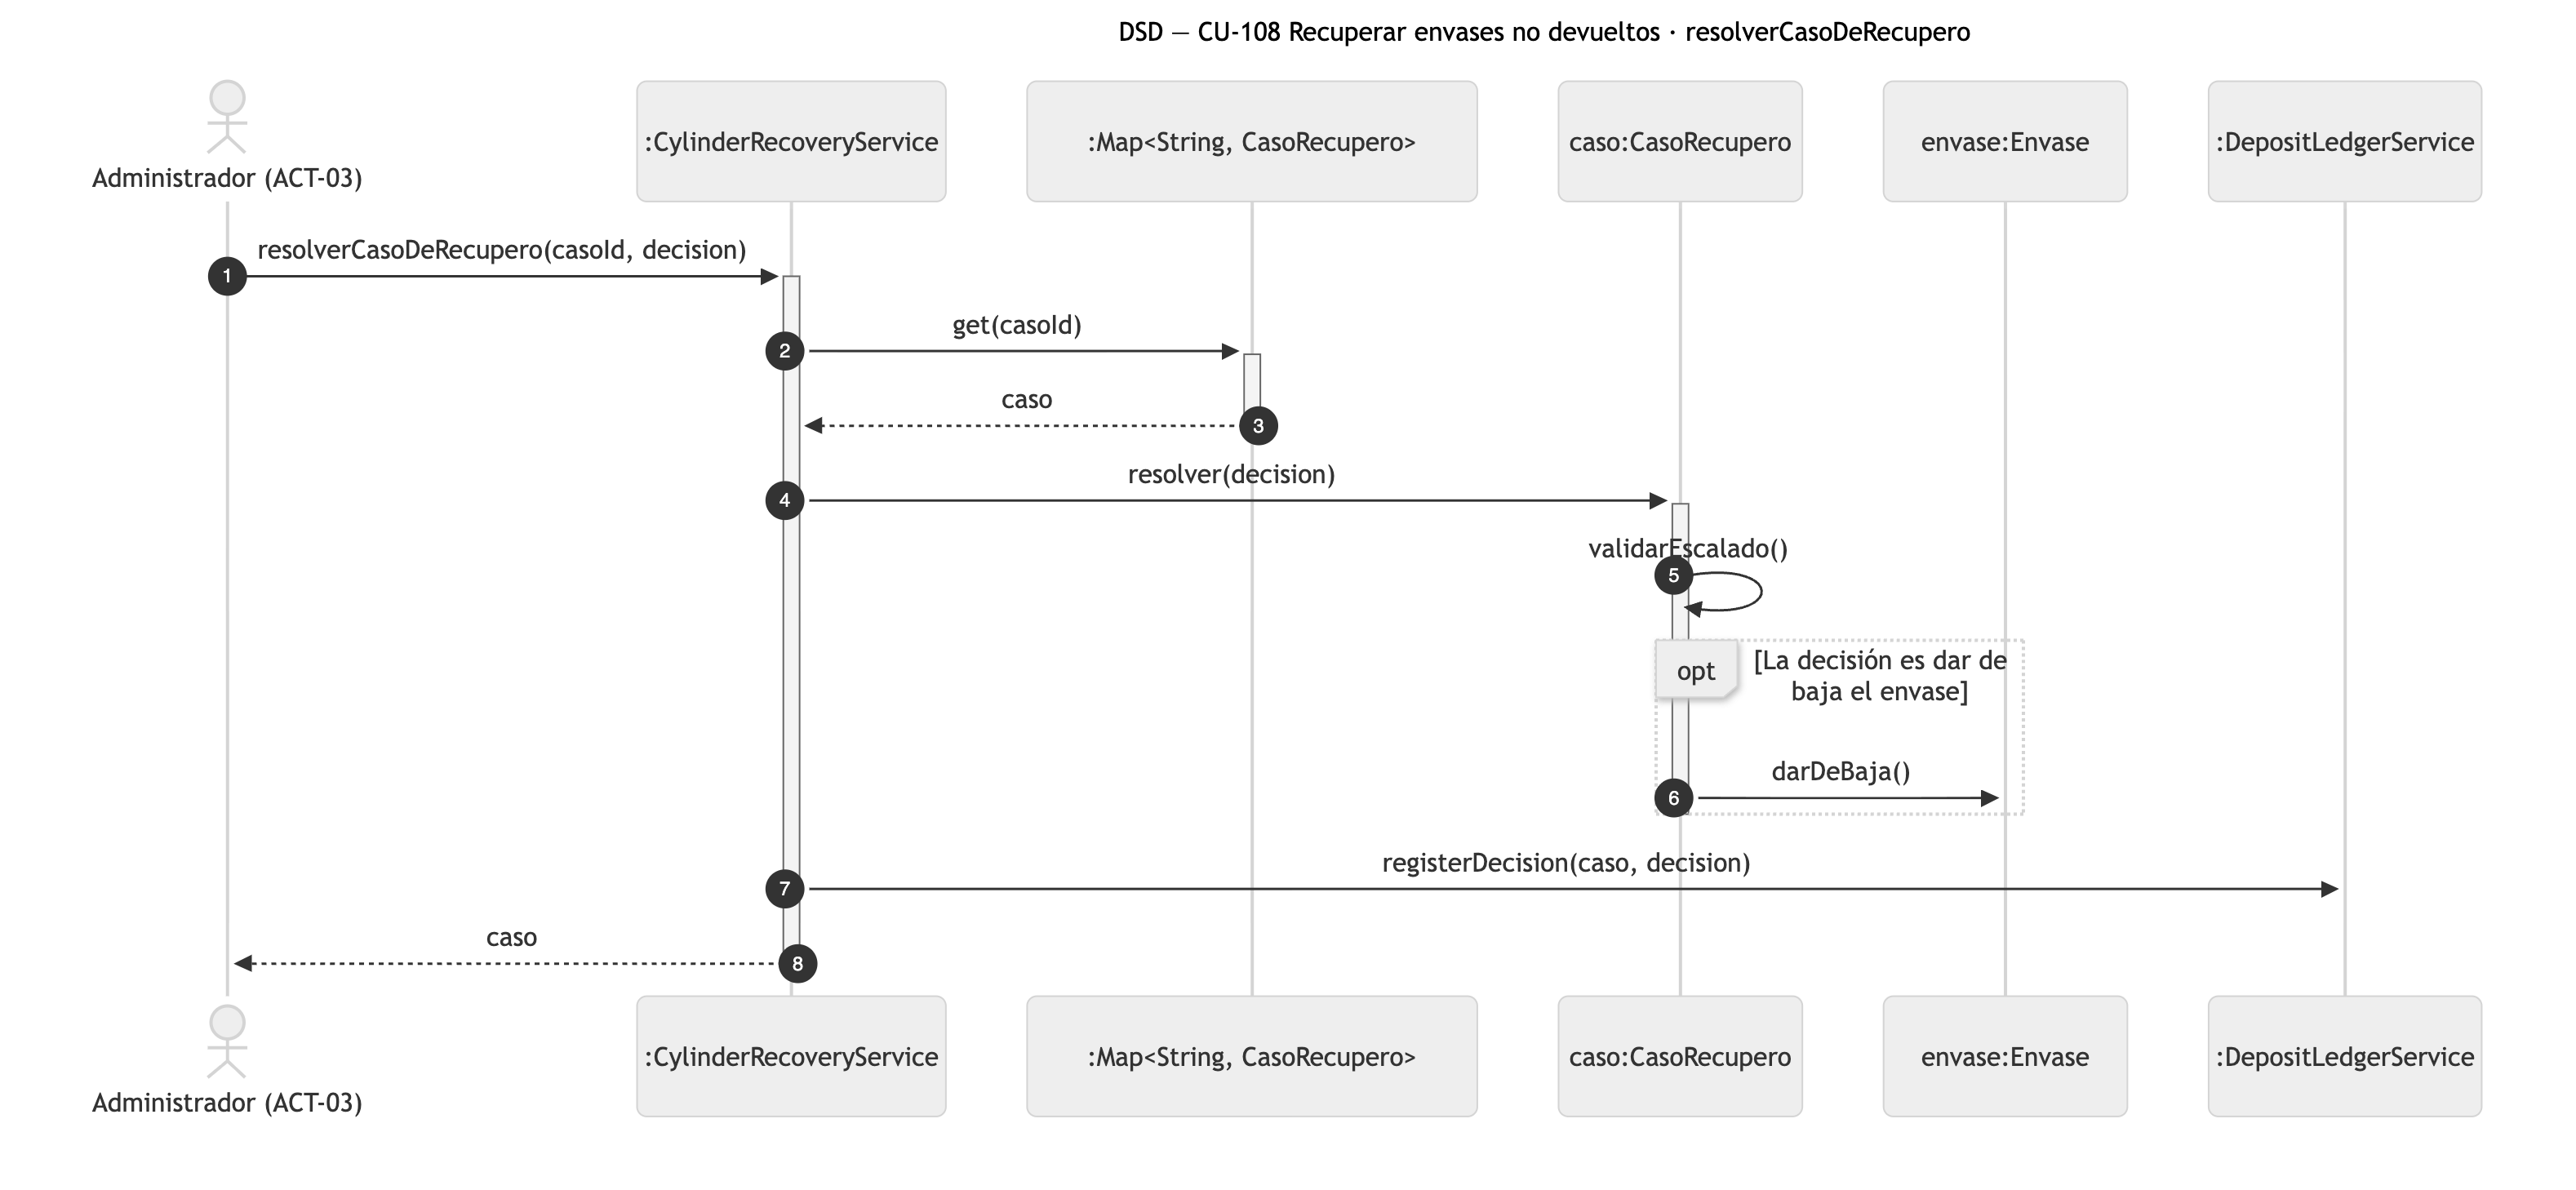 DSD — CU-108 Recuperar envases no devueltos · resolverCasoDeRecupero
Administrador (ACT-03)
:CylinderRecoveryService
:Map<String, CasoRecupero>
caso:CasoRecupero
envase:Envase
:DepositLedgerService
resolverCasoDeRecupero(casoId, decision)
1
get(casoId)
2
caso
3
resolver(decision)
4
validarEscalado()
5
opt
[La decisión es dar de
baja el envase]
darDeBaja()
6
registerDecision(caso, decision)
7
caso
8
Administrador (ACT-03)
:CylinderRecoveryService
:Map<String, CasoRecupero>
caso:CasoRecupero
envase:Envase
:DepositLedgerService